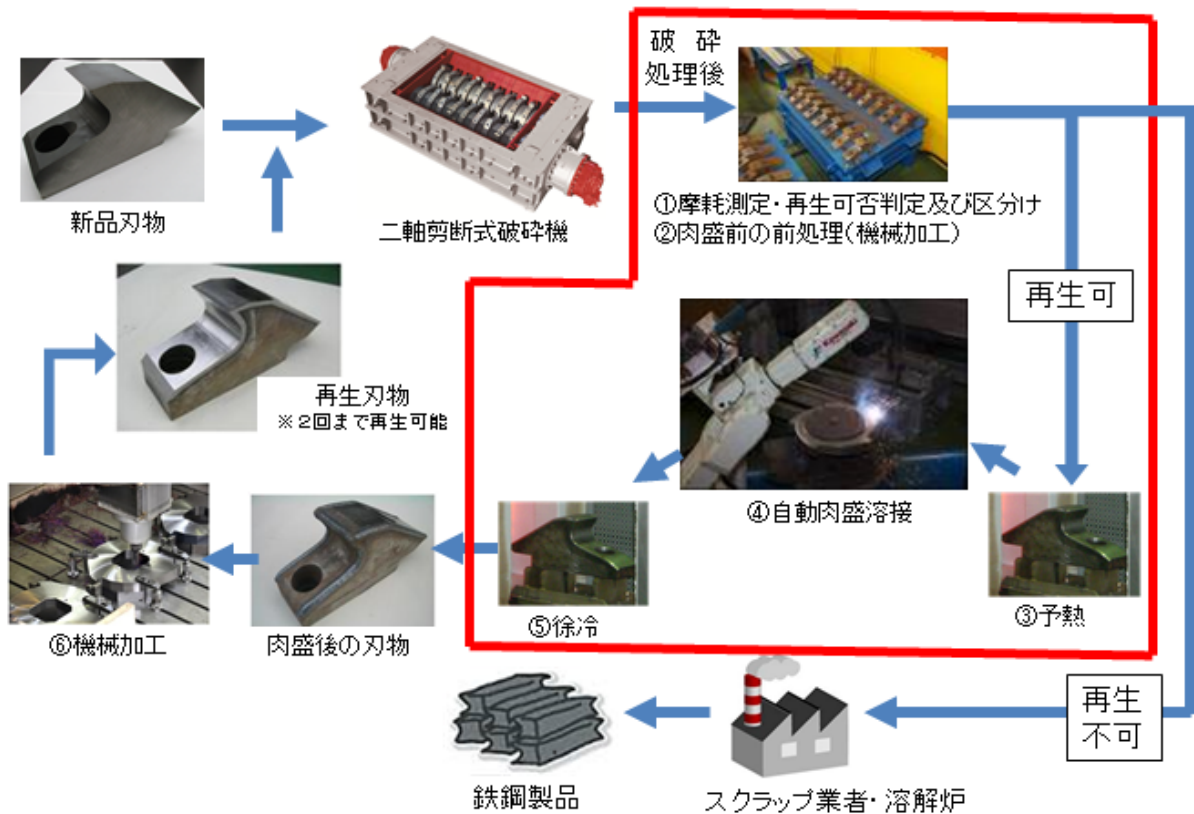 破 砕
処理後
新品刃物
二軸剪断式破砕機
①摩耗測定・再生可否判定及び区分け
②肉盛前の前処理(機械加工)
再生可
再生刃物
※2回まで再生可能
④自動肉盛溶接
③予熱
⑤徐冷
肉盛後の刃物
⑥機械加工
再生
不可
鉄鋼製品
スクラップ業者・溶解炉